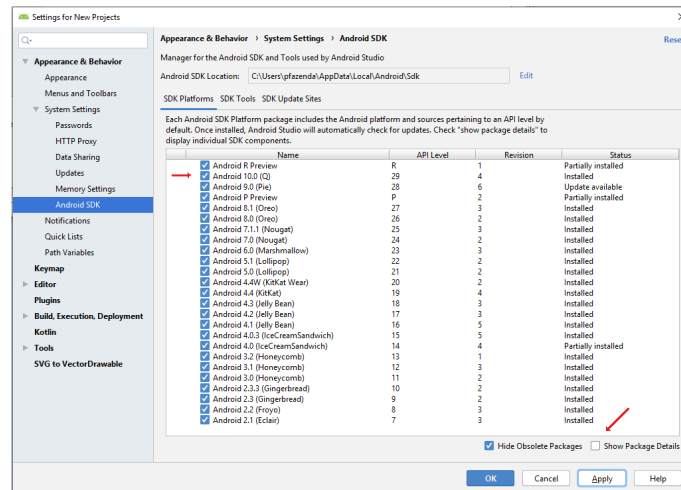 Settings for New Projects
Appearance & Behavior
Appearance
Menus and Toolbars
System Settings
Passwords
HTTP Proxy
Data Sharing
Updates
Memory Settings
Android SDK
Notifications
Quick Lists
Path Variables
Keymap
Editor
Plugins
Build, Execution, Deployment
Kotlin
Tools
SVG to VectorDrawable
Appearance & Behavior › System Settings › Android SDK Rese
Manager for the Android SDK and Tools used by Android Studio
Android SDK Location: C:\Users\pfazenda\AppData\Local\Android\Sdk Edit
SDK Platforms SDK Tools SDK Update Sites
Each Android SDK Platform package includes the Android platform and sources pertaining to an API level by
default. Once installed, Android Studio will automatically check for updates. Check "show package details" to
display individual SDK components.
Name API Level Revision Status
Android R Preview R 1 Partially installed
Android 10.0 (Q) 29 4 Installed
Android 9.0 (Pie) 28 6 Update available
Android P Preview P 2 Partially installed
Android 8.1 (Oreo) 27 3 Installed
Android 8.0 (Oreo) 26 2 Installed
Android 7.1.1 (Nougat) 25 3 Installed
Android 7.0 (Nougat) 24 2 Installed
Android 6.0 (Marshmallow) 23 3 Installed
Android 5.1 (Lollipop) 22 2 Installed
Android 5.0 (Lollipop) 21 2 Installed
Android 4.4W (KitKat Wear) 20 2 Installed
Android 4.4 (KitKat) 19 4 Installed
Android 4.3 (Jelly Bean) 18 3 Installed
Android 4.2 (Jelly Bean) 17 3 Installed
Android 4.1 (Jelly Bean) 16 5 Installed
Android 4.0.3 (IceCreamSandwich) 15 5 Installed
Android 4.0 (IceCreamSandwich) 14 4 Partially installed
Android 3.2 (Honeycomb) 13 1 Installed
Android 3.1 (Honeycomb) 12 3 Installed
Android 3.0 (Honeycomb) 11 2 Installed
Android 2.3.3 (Gingerbread) 10 2 Installed
Android 2.3 (Gingerbread) 9 2 Installed
Android 2.2 (Froyo) 8 3 Installed
Android 2.1 (Eclair) 7 3 Installed
Hide Obsolete Packages Show Package Details
OK Cancel Apply Help